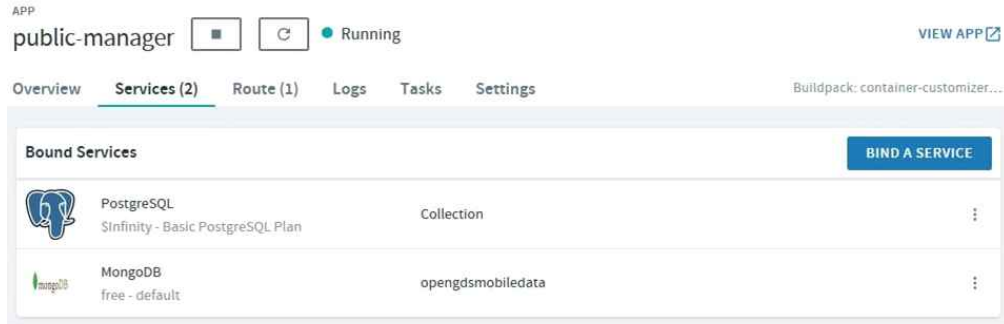 APP
public-manager Running VIEW APP
Overview Services (2) Route (1) Logs Tasks Settings Buildpack: container-customizer...
Bound Services BIND A SERVICE
PostgreSQL
$Infinity - Basic PostgreSQL Plan
Collection
mongoDB
MongoDB
free - default
opengdsmobiledata